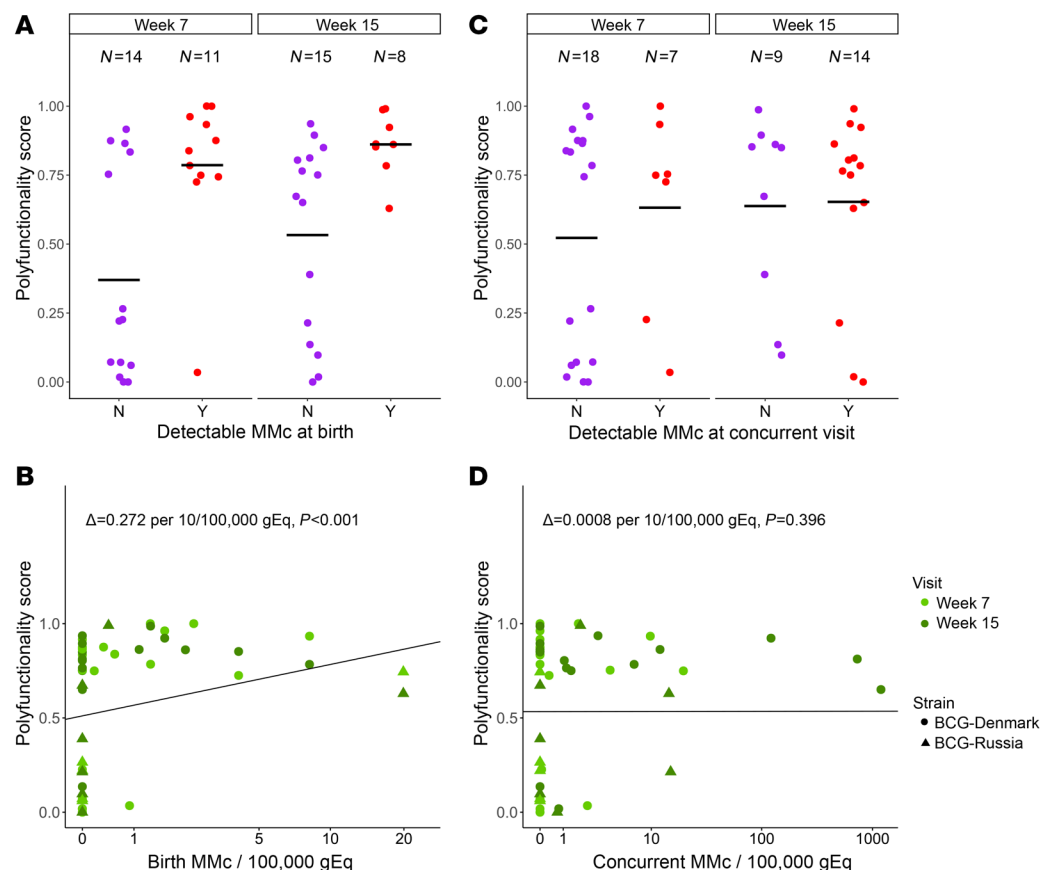 A
Week 7
Week 15
N=14
N=11
N=15
N=8
Polyfunctionality score
1.00
0.75
0.50
0.25
0.00
N
Y
N
Y
Detectable MMc at birth
C
Week 7
Week 15
N=18
N=7
N=9
N=14
Polyfunctionality score
1.00
0.75
0.50
0.25
0.00
N
Y
N
Y
Detectable MMc at concurrent visit
B
Δ=0.272 per 10/100,000 gEq, P<0.001
Polyfunctionality score
1.0
0.5
0.0
0
1
5
10
20
Birth MMc / 100,000 gEq
D
Δ=0.0008 per 10/100,000 gEq, P=0.396
Polyfunctionality score
1.0
0.5
0.0
0
1
10
100
1000
Concurrent MMc / 100,000 gEq
Visit
Week 7
Week 15
Strain
BCG-Denmark
BCG-Russia